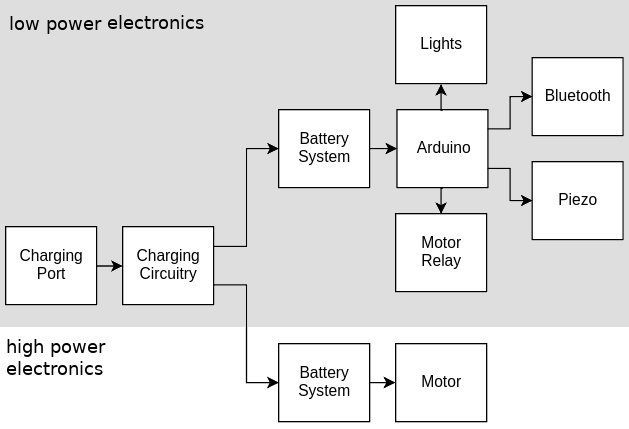 low power electronics
Lights
Bluetooth
Battery
System
Arduino
Piezo
Charging
Port
Charging
Circuitry
Motor
Relay
high power
electronics
Battery
System
Motor